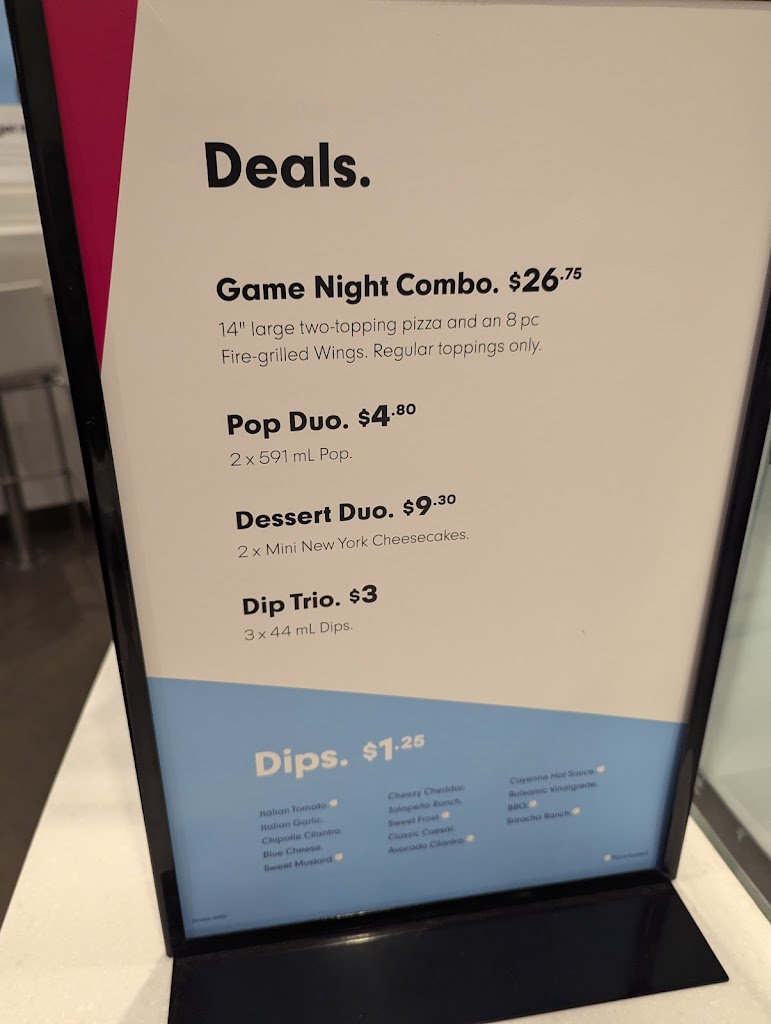 Deals.
Game Night Combo. $26.75
14" large two-topping pizza and an 8 pc
Fire-grilled Wings. Regular toppings only.
Pop Duo. $4.80
2 x 591 mL Pop.
Dessert Duo. $9.30
2 x Mini New York Cheesecakes.
Dip Trio. $3
3 x 44 mL Dips.
Dips. $1.25
Italian Tomato.
Italian Garlic.
Chipotle Cilantro.
Blue Cheese.
Sweet Mustard.
Cheezy Cheddar.
Jalapeño Ranch.
Sweet Frost.
Classic Caesar.
Avocado Cilantro.
Cayenne Hot Sauce.
Balsamic Vinaigrette.
BBQ.
Sriracha Ranch.
Plant-based